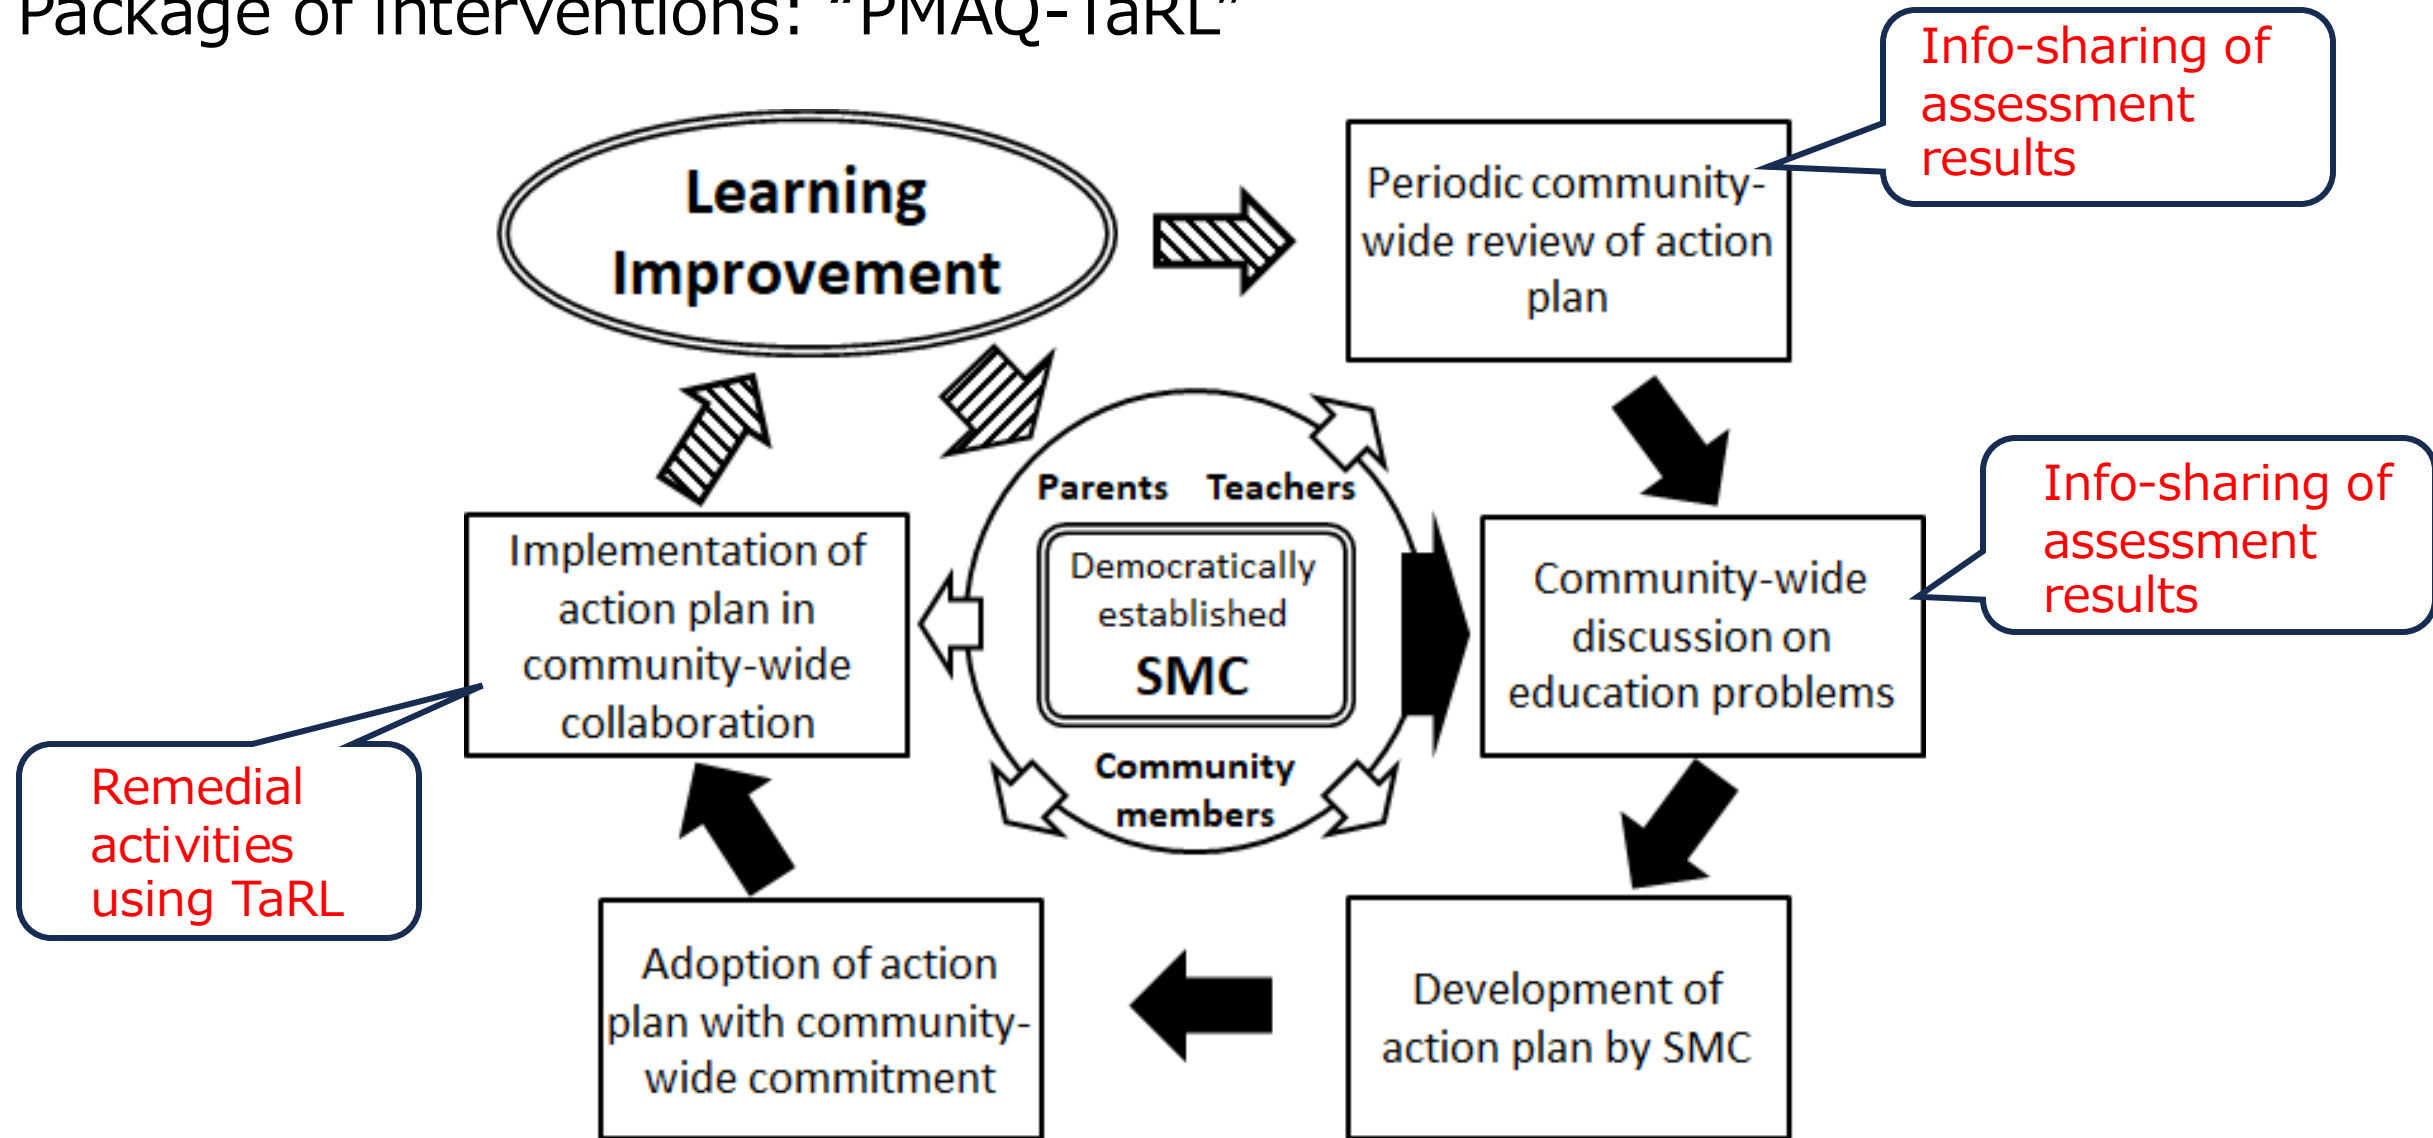 Package of Interventions: “PMAQ-TaRL”
Info-sharing of
assessment
results
Learning
Improvement
Periodic community-
wide review of action
plan
Parents Teachers
Democratically
established
SMC
Community
members
Info-sharing of
assessment
results
Community-wide
discussion on
education problems
Implementation of
action plan in
community-wide
collaboration
Remedial
activities
using TaRL
Adoption of action
plan with community-
wide commitment
Development of
action plan by SMC